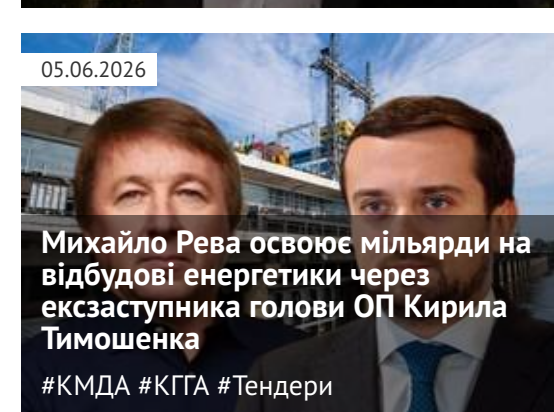 05.06.2026
Михайло Рева освоює мільярди на
відбудові енергетики через
ексзаступника голови ОП Кирила
Тимошенка
#КМДА #КГГА #Тендери